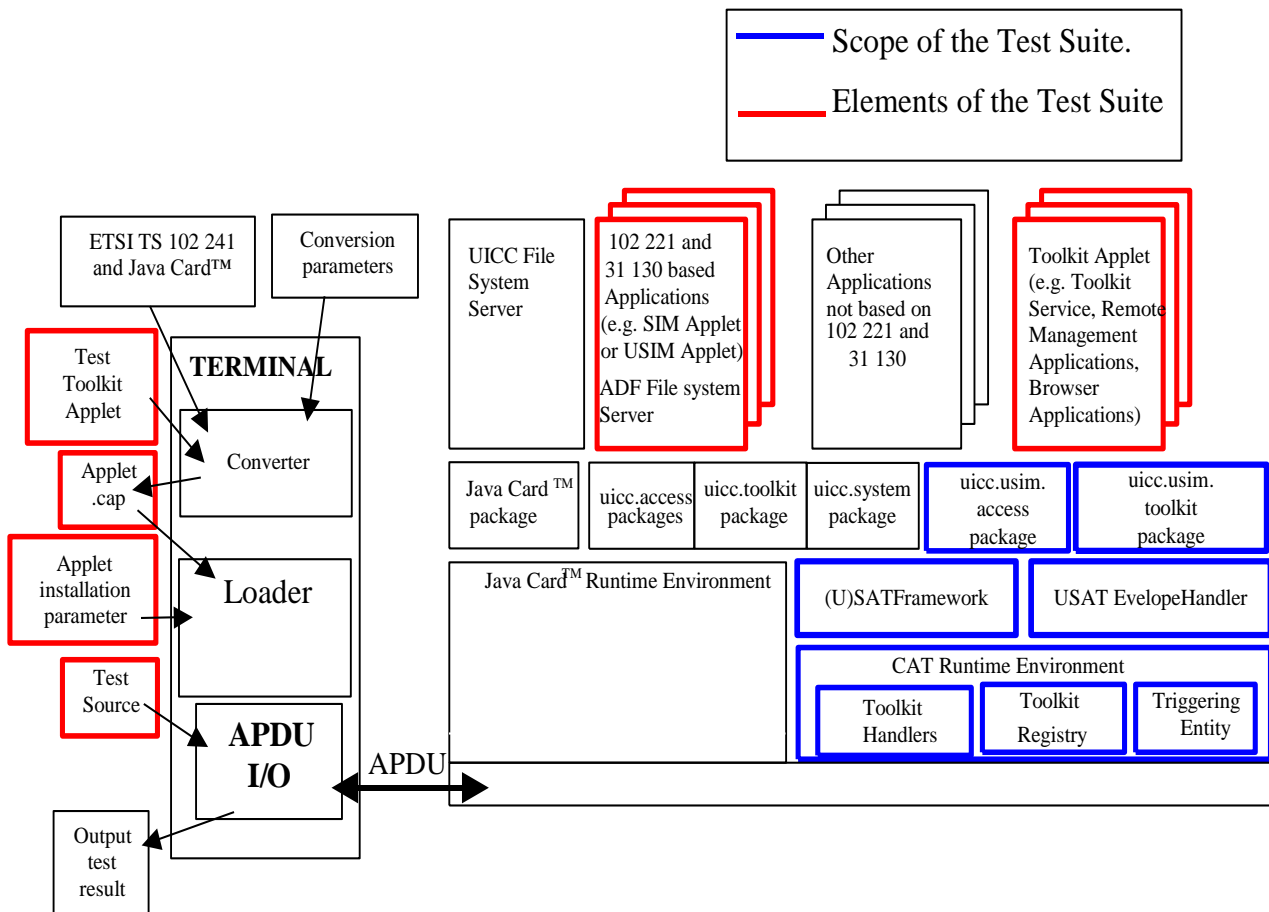 Scope of the Test Suite.
Elements of the Test Suite
ETSI TS 102 241
and Java Card™
Conversion
parameters
Test
Toolkit
Applet
Applet
.cap
Applet
installation
parameter
Test
Source
Output
test
result
TERMINAL
Converter
Loader
APDU
I/O
APDU
UICC File
System
Server
102 221 and
31 130 based
Applications
(e.g. SIM Applet
or USIM Applet)
ADF File system
Server
Other
Applications
not based on
102 221 and
31 130
Toolkit Applet
(e.g. Toolkit
Service, Remote
Management
Applications,
Browser
Applications)
Java Card ™
package
uicc.access
packages
uicc.toolkit
package
uicc.system
package
uicc.usim.
access
package
uicc.usim.
toolkit
package
Java Card™ Runtime Environment
(U)SATFramework
USAT EvelopeHandler
CAT Runtime Environment
Toolkit
Handlers
Toolkit
Registry
Triggering
Entity